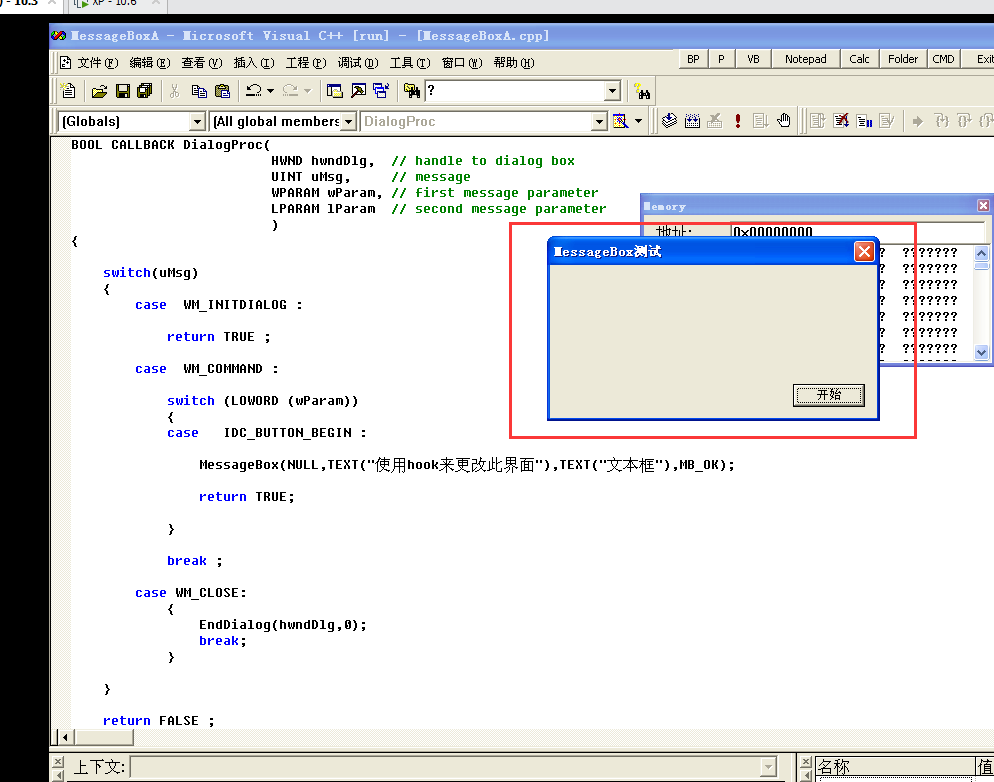 - 10.3
XP - 10.6
MessageBoxA - Microsoft Visual C++ [run] - [MessageBoxA.cpp]
文件(F) 编辑(E) 查看(V) 插入(I) 工程(P) 调试(D) 工具(T) 窗口(W) 帮助(H)
BP P VB Notepad Calc Folder CMD Exi
?
[Globals] [All global members DialogProc
BOOL CALLBACK DialogProc(
HWND hwndDlg,  // handle to dialog box
UINT uMsg,     // message
WPARAM wParam, // first message parameter
LPARAM lParam  // second message parameter
)
{
switch(uMsg)
{
case  WM_INITDIALOG :
return TRUE ;
case  WM_COMMAND :
switch (LOWORD (wParam))
{
case   IDC_BUTTON_BEGIN :
MessageBox(NULL,TEXT("使用hook来更改此界面"),TEXT("文本框"),MB_OK);
return TRUE;
}
break ;
case WM_CLOSE:
{
EndDialog(hwndDlg,0);
break;
}
}
return FALSE ;
Memory
地址: 0x00000000
? ???????
? ???????
? ???????
? ???????
? ???????
? ???????
? ???????
MessageBox测试
开始
上下文:
名称 值